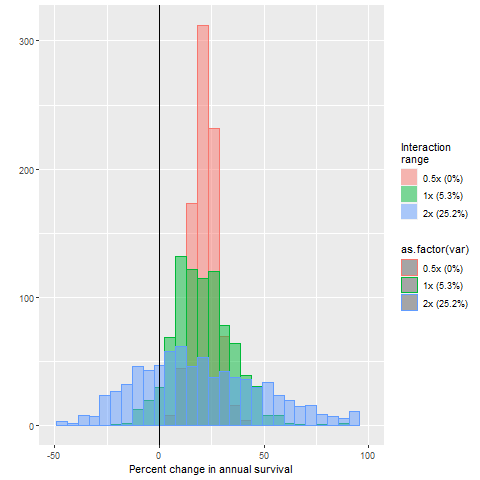 300
200
100
0
-50
0
50
100
Percent change in annual survival
Interaction
range
0.5x (0%)
1x (5.3%)
2x (25.2%)
as.factor(var)
0.5x (0%)
1x (5.3%)
2x (25.2%)